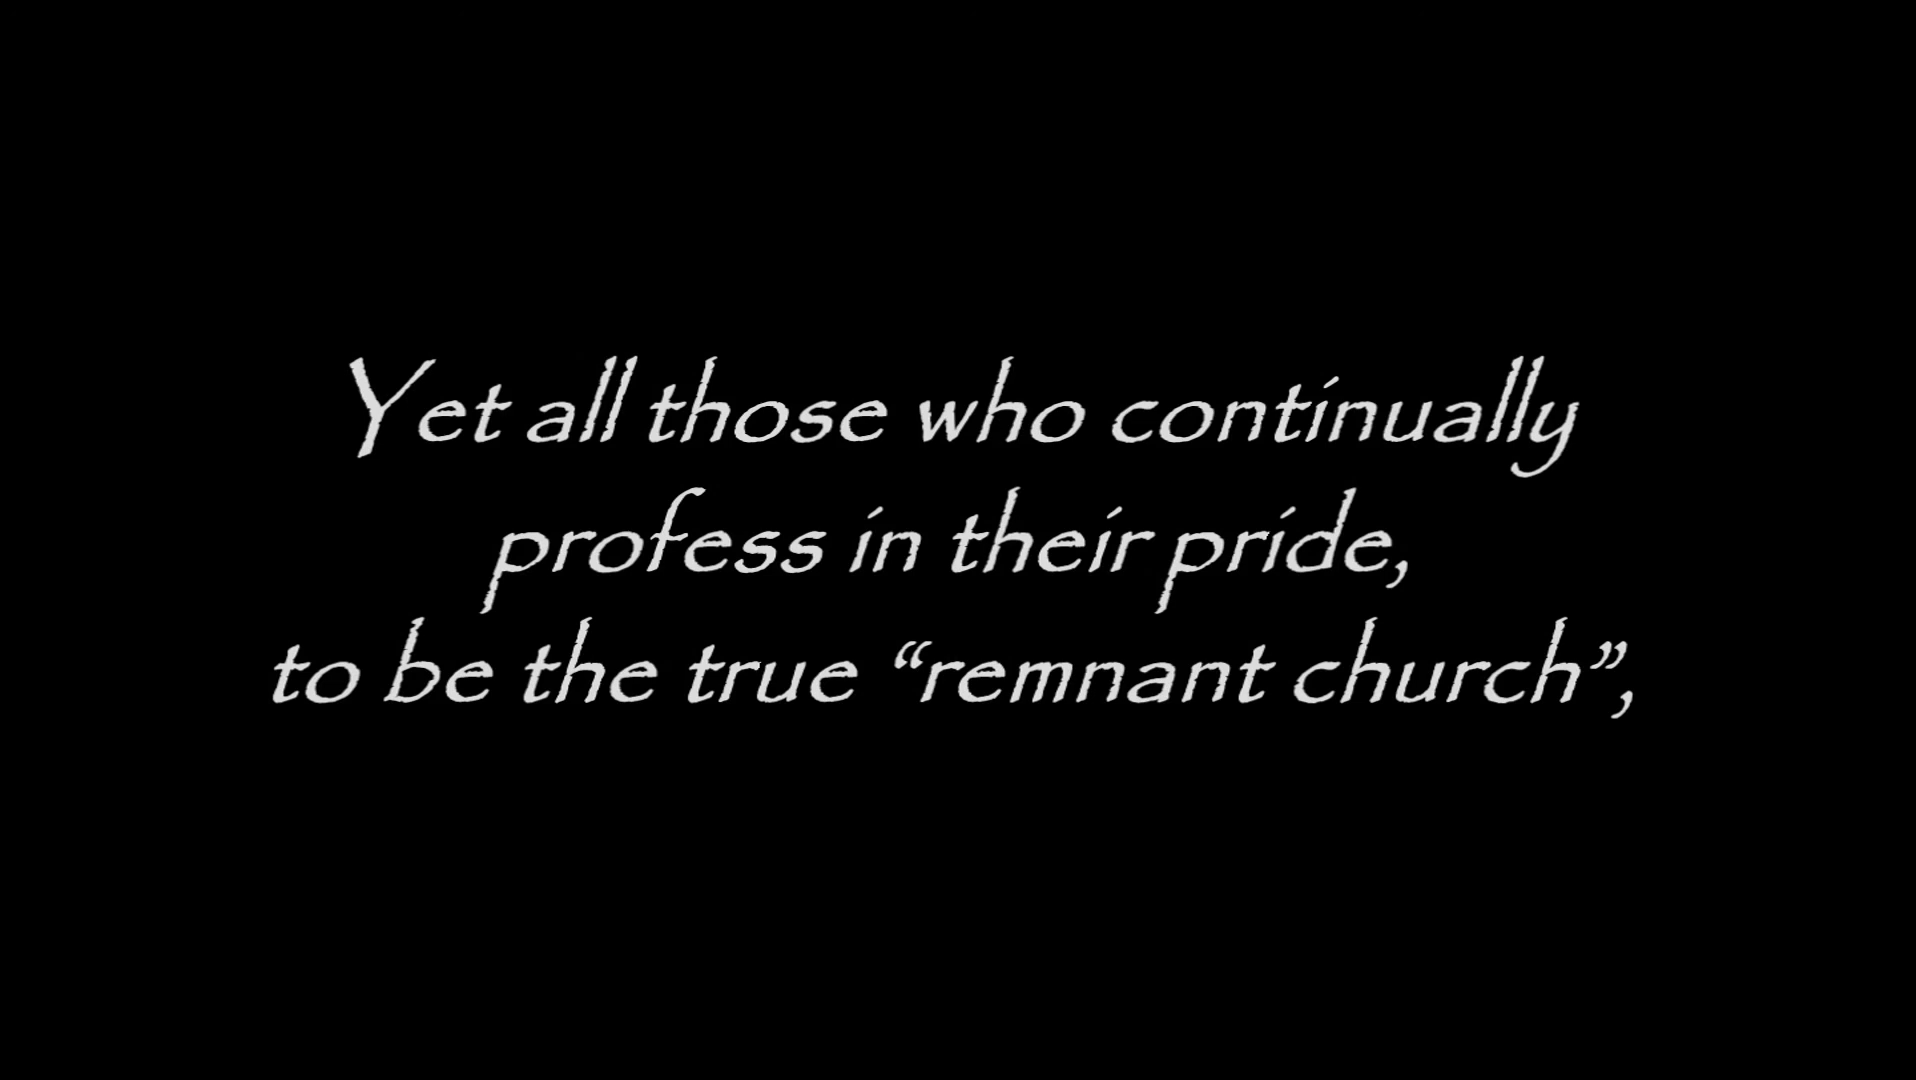 Yet all those who continually
profess in their pride,
to be the true “remnant church”,